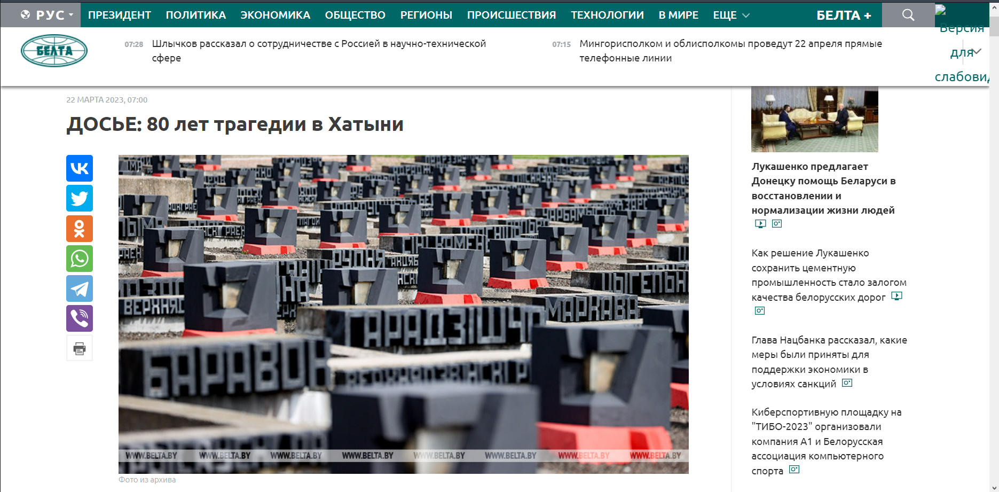 РУС ПРЕЗИДЕНТ ПОЛИТИКА ЭКОНОМИКА ОБЩЕСТВО РЕГИОНЫ ПРОИСШЕСТВИЯ ТЕХНОЛОГИИ В МИРЕ ЕЩЕ БЕЛТА +
Версия
для
слабовид
БЕЛТА
07:28 Шлычков рассказал о сотрудничестве с Россией в научно-технической
сфере
07:15 Мингорисполком и облисполкомы проведут 22 апреля прямые
телефонные линии
22 МАРТА 2023, 07:00
ДОСЬЕ: 80 лет трагедии в Хатыни
РУДНЯ
ВЕРХНЯЯ
МАРКАВА
WWW.BELTA.BY WWW.BELTA.BY WWW.BELTA.BY WWW.BELTA.BY WWW.BELTA.BY WWW.BELTA.BY WWW.BELTA.BY WWW.BELTA.BY
Фото из архива
Лукашенко предлагает
Донецку помощь Беларуси в
восстановлении и
нормализации жизни людей
Как решение Лукашенко
сохранить цементную
промышленность стало залогом
качества белорусских дорог
Глава Нацбанка рассказал, какие
меры были приняты для
поддержки экономики в
условиях санкций
Киберспортивную площадку на
"ТИБО-2023" организовали
компания А1 и Белорусская
ассоциация компьютерного
спорта